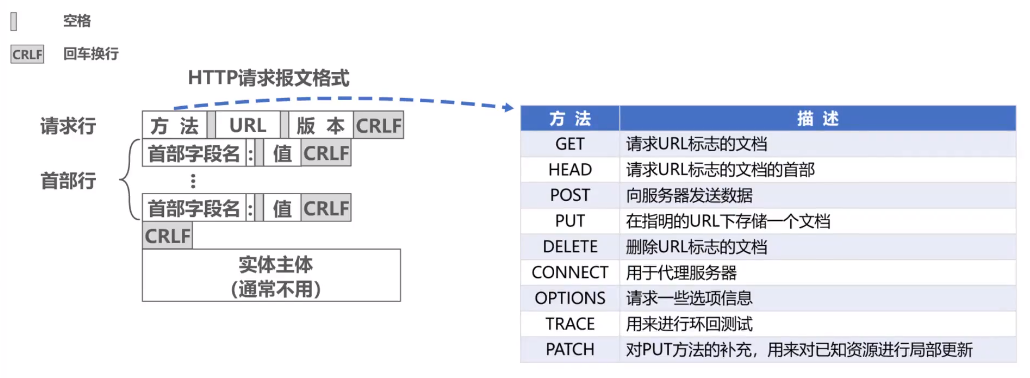 空格
CRLF 回车换行
HTTP请求报文格式
请求行 方 法 URL 版 本 CRLF
首部行
首部字段名 : 值 CRLF
⋮
首部字段名 : 值 CRLF
CRLF
实体主体
（通常不用）
方 法 描 述
GET 请求URL标志的文档
HEAD 请求URL标志的文档的首部
POST 向服务器发送数据
PUT 在指明的URL下存储一个文档
DELETE 删除URL标志的文档
CONNECT 用于代理服务器
OPTIONS 请求一些选项信息
TRACE 用来进行环回测试
PATCH 对PUT方法的补充，用来对已知资源进行局部更新